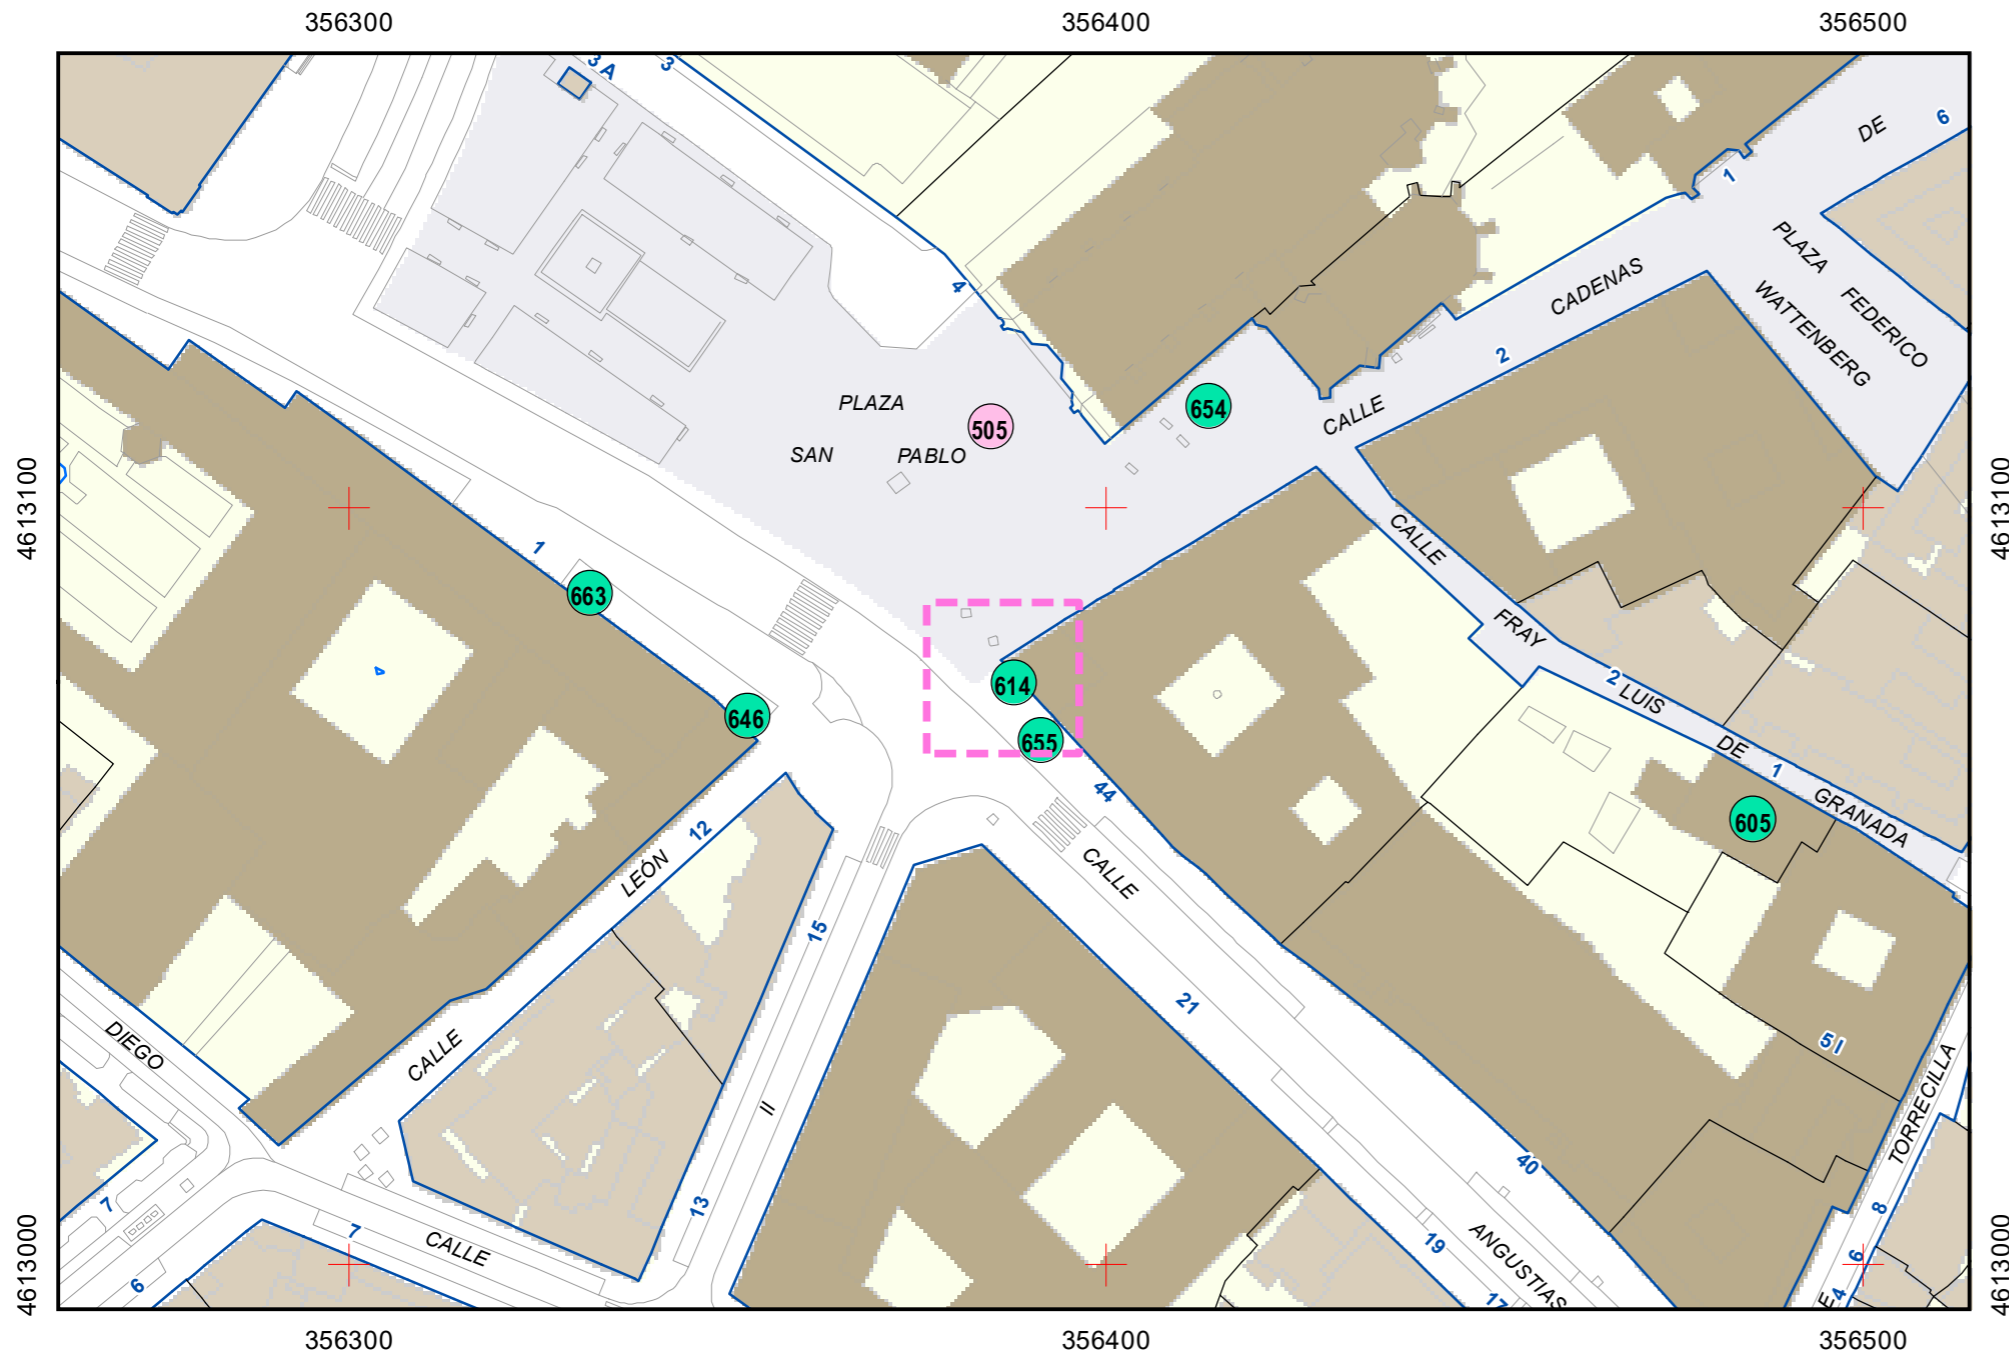 356300
356400
356500
3 A
3
DE
6
1
PLAZA
FEDERICO
WATTENBERG
4
CADENAS
2
CALLE
PLAZA
SAN
PABLO
505
654
4613100
4613100
1
CALLE
663
FRAY
2
LUIS
614
646
655
DE
1
44
GRANADA
605
12
LEÓN
CALLE
15
21
DIEGO
CALLE
5 I
TORRECILLA
II
40
7
13
8
7
CALLE
19
ANGUSTIAS
6
6
4
E
17
4613000
4613000
356300
356400
356500